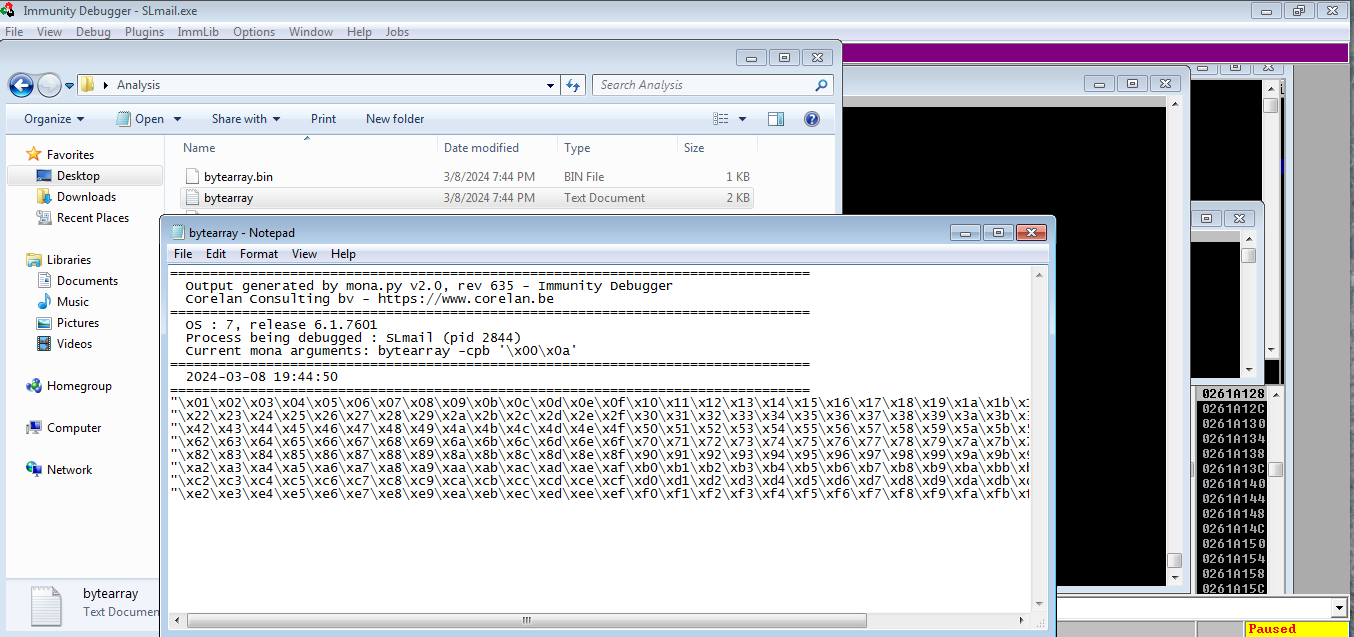 Immunity Debugger - SLmail.exe
File View Debug Plugins ImmLib Options Window Help Jobs
Analysis
Search Analysis
Organize Open Share with Print New folder
Name Date modified Type Size
Favorites
Desktop
Downloads
Recent Places
Libraries
Documents
Music
Pictures
Videos
Homegroup
Computer
Network
bytearray.bin 3/8/2024 7:44 PM BIN File 1 KB
bytearray 3/8/2024 7:44 PM Text Document 2 KB
bytearray - Notepad
File Edit Format View Help
================================================================================
Output generated by mona.py v2.0, rev 635 - Immunity Debugger
Corelan Consulting bv - https://www.corelan.be
================================================================================
OS : 7, release 6.1.7601
Process being debugged : SLmail (pid 2844)
Current mona arguments: bytearray -cpb '\x00\x0a'
================================================================================
2024-03-08 19:44:50
================================================================================
"\x01\x02\x03\x04\x05\x06\x07\x08\x09\x0b\x0c\x0d\x0e\x0f\x10\x11\x12\x13\x14\x15\x16\x17\x18\x19\x1a\x1b\x1
"\x22\x23\x24\x25\x26\x27\x28\x29\x2a\x2b\x2c\x2d\x2e\x2f\x30\x31\x32\x33\x34\x35\x36\x37\x38\x39\x3a\x3b\x3
"\x42\x43\x44\x45\x46\x47\x48\x49\x4a\x4b\x4c\x4d\x4e\x4f\x50\x51\x52\x53\x54\x55\x56\x57\x58\x59\x5a\x5b\x5
"\x62\x63\x64\x65\x66\x67\x68\x69\x6a\x6b\x6c\x6d\x6e\x6f\x70\x71\x72\x73\x74\x75\x76\x77\x78\x79\x7a\x7b\x7
"\x82\x83\x84\x85\x86\x87\x88\x89\x8a\x8b\x8c\x8d\x8e\x8f\x90\x91\x92\x93\x94\x95\x96\x97\x98\x99\x9a\x9b\x9
"\xa2\xa3\xa4\xa5\xa6\xa7\xa8\xa9\xaa\xab\xac\xad\xae\xaf\xb0\xb1\xb2\xb3\xb4\xb5\xb6\xb7\xb8\xb9\xba\xbb\xb
"\xc2\xc3\xc4\xc5\xc6\xc7\xc8\xc9\xca\xcb\xcc\xcd\xce\xcf\xd0\xd1\xd2\xd3\xd4\xd5\xd6\xd7\xd8\xd9\xda\xdb\xd
"\xe2\xe3\xe4\xe5\xe6\xe7\xe8\xe9\xea\xeb\xec\xed\xee\xef\xf0\xf1\xf2\xf3\xf4\xf5\xf6\xf7\xf8\xf9\xfa\xfb\xf
bytearray
Text Documen
0261A128
0261A12C
0261A130
0261A134
0261A138
0261A13C
0261A140
0261A144
0261A148
0261A14C
0261A150
0261A154
0261A158
0261A15C
Paused